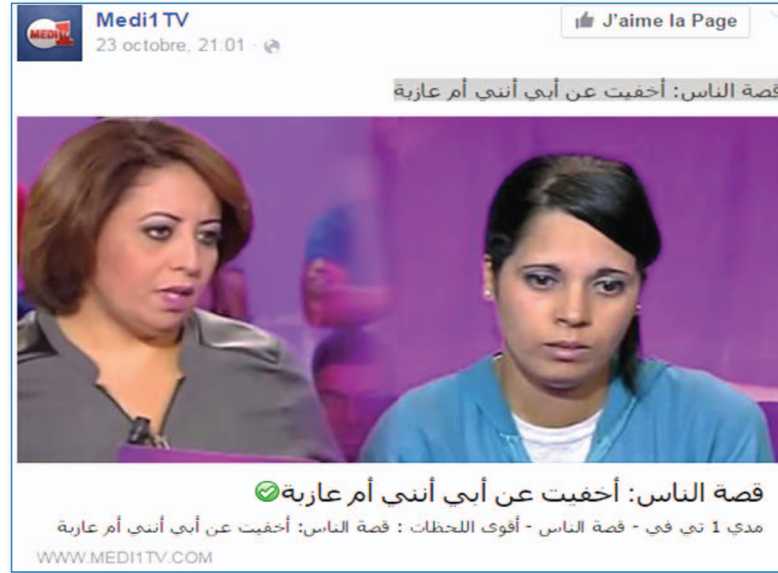 Medi1TV
23 octobre, 21:01
J'aime la Page
قصة الناس: أخفيت عن أبي أنني أم عازبة
MEDI1
قصة الناس: أخفيت عن أبي أنني أم عازبة
مدي 1 تي في - قصة الناس - أقوى اللحظات : قصة الناس: أخفيت عن أبي أنني أم عازبة
WWW.MEDI1TV.COM